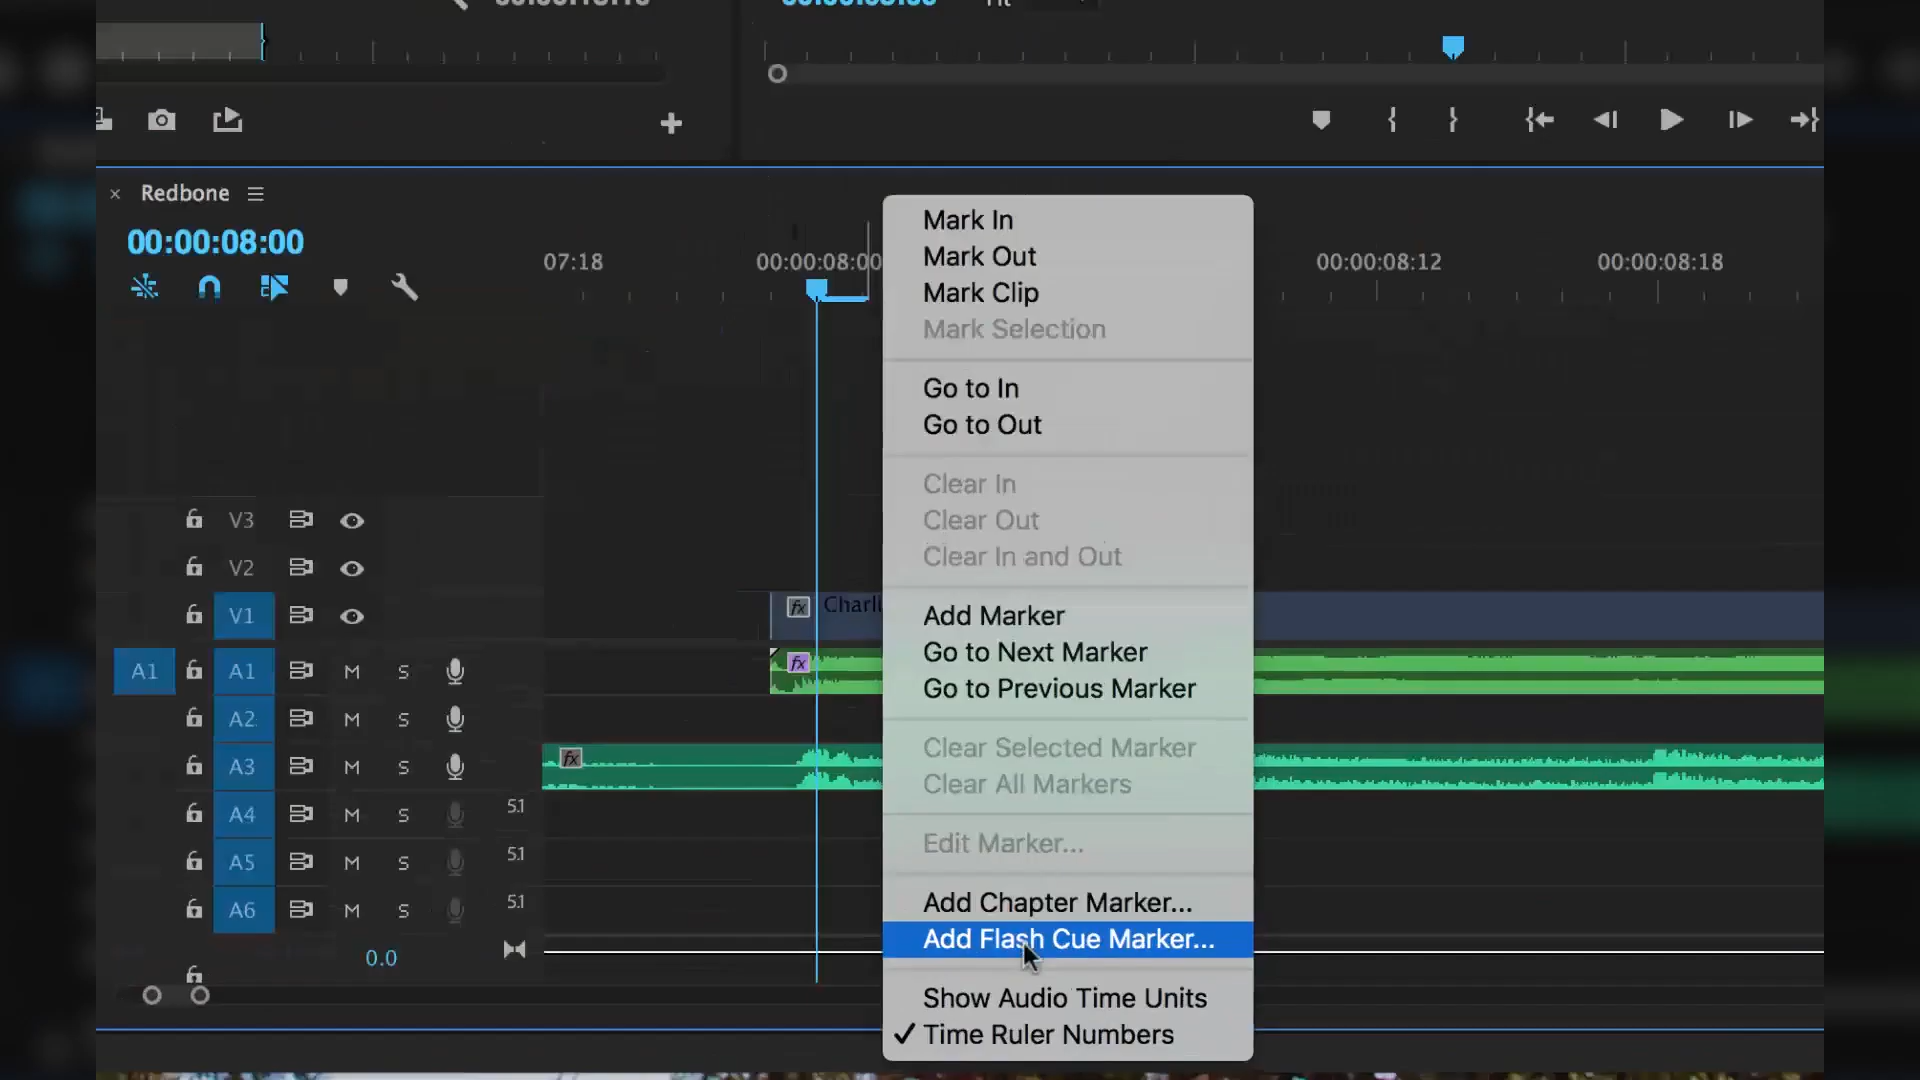 Redbone
00:00:08:00
07:18
00:00:08:00
00:00:08:12
00:00:08:18
Mark In
Mark Out
Mark Clip
Mark Selection
Go to In
Go to Out
Clear In
Clear Out
Clear In and Out
Add Marker
Go to Next Marker
Go to Previous Marker
Clear Selected Marker
Clear All Markers
Edit Marker...
Add Chapter Marker...
Add Flash Cue Marker...
Show Audio Time Units
✓ Time Ruler Numbers
V3
V2
V1
fx
A1 A1 M S
fx
A2 M S
A3 M S
fx
A4 M S 5.1
A5 M S 5.1
A6 M S 5.1
0.0